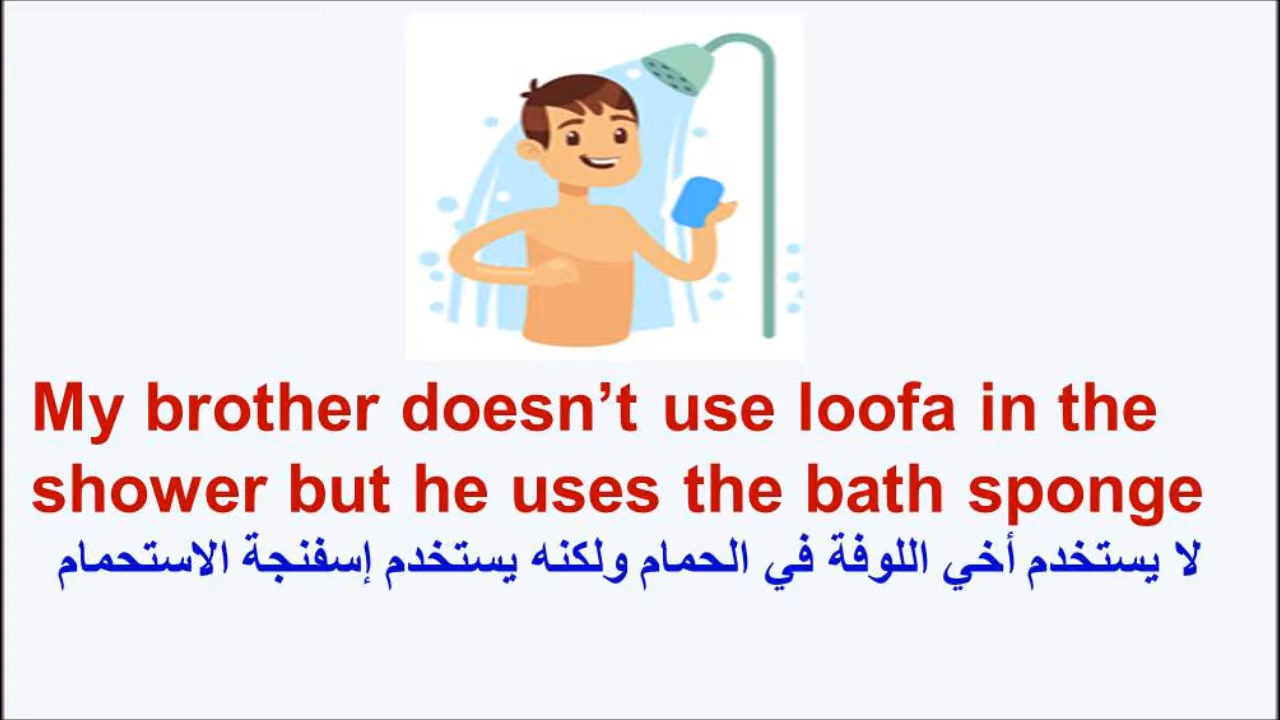 My brother doesn’t use loofa in the
shower but he uses the bath sponge
لا يستخدم أخي اللوفة في الحمام ولكنه يستخدم إسفنجة الاستحمام